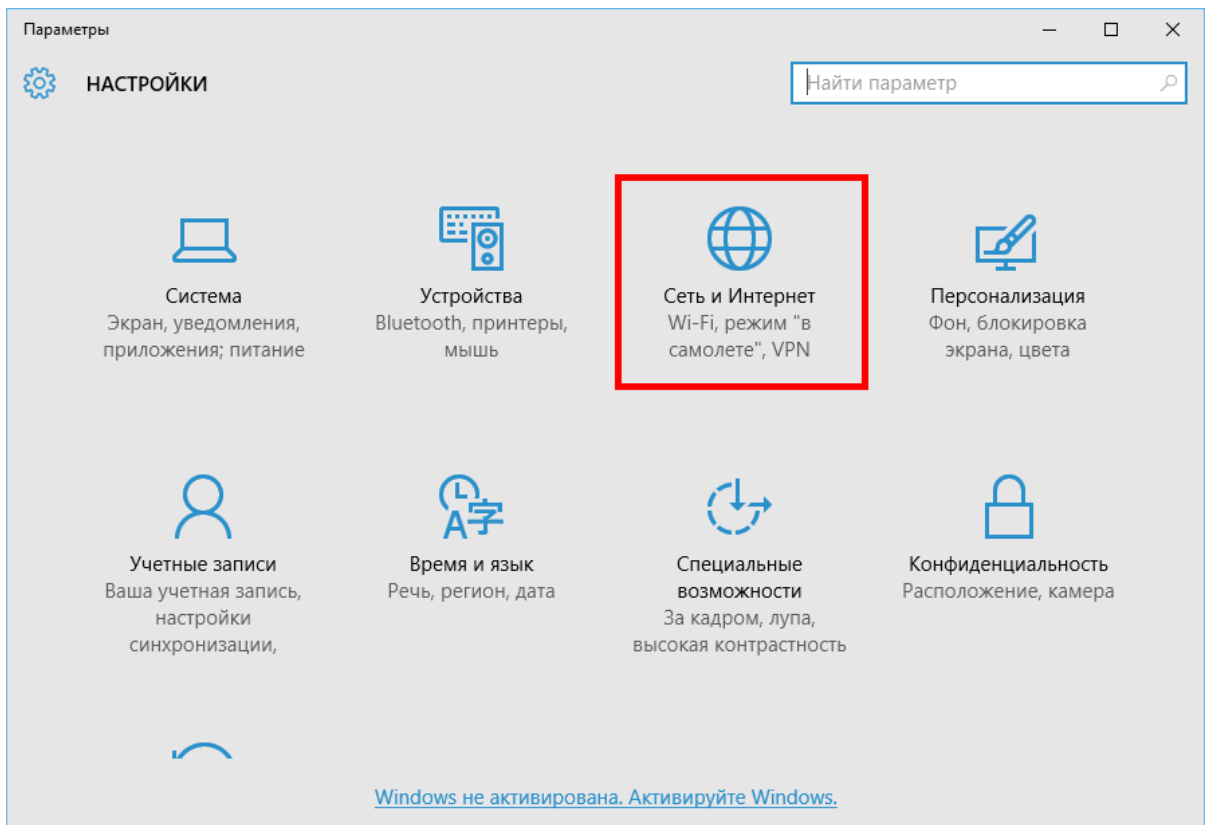 Параметры
НАСТРОЙКИ
Найти параметр
Система
Экран, уведомления,
приложения; питание
Устройства
Bluetooth, принтеры,
мышь
Сеть и Интернет
Wi-Fi, режим "в
самолете", VPN
Персонализация
Фон, блокировка
экрана, цвета
Учетные записи
Ваша учетная запись,
настройки
синхронизации,
Время и язык
Речь, регион, дата
Специальные
возможности
За кадром, лупа,
высокая контрастность
Конфиденциальность
Расположение, камера
Windows не активирована. Активируйте Windows.